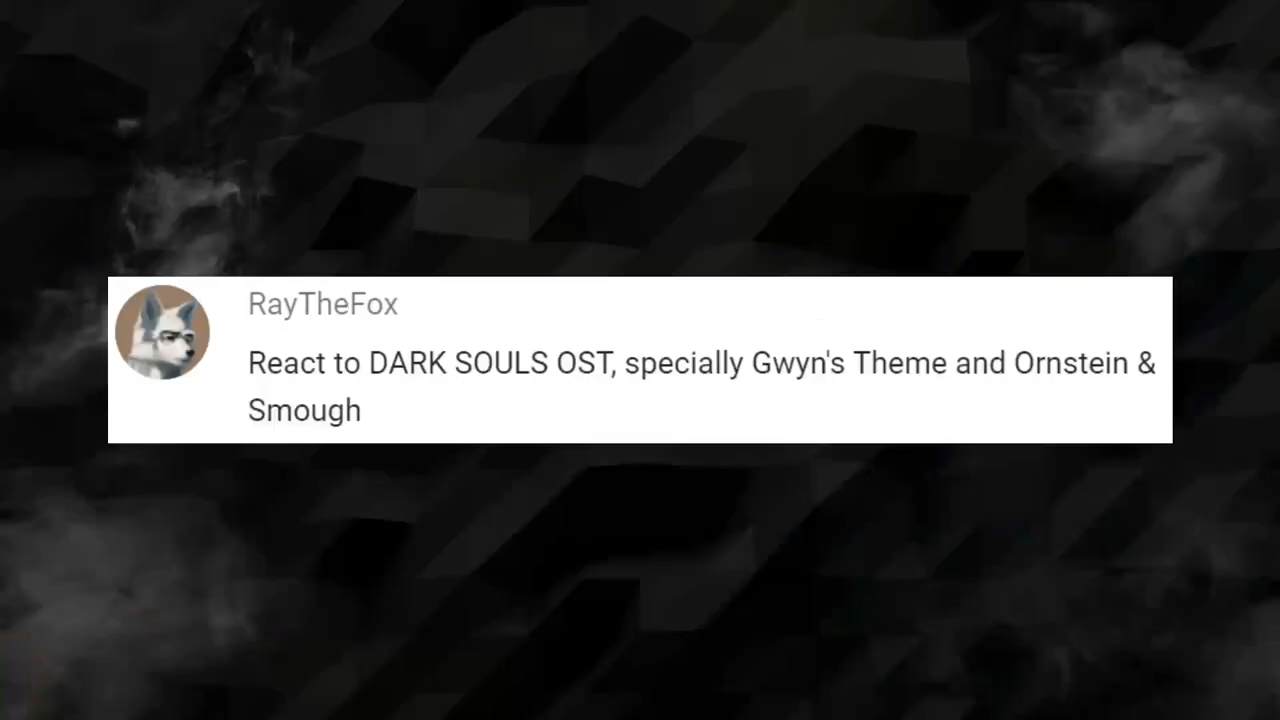 RayTheFox
React to DARK SOULS OST, specially Gwyn's Theme and Ornstein &
Smough